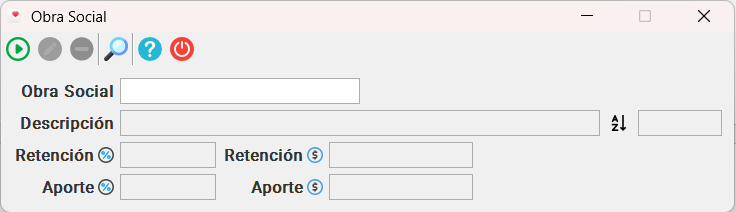 Obra Social
?
Obra Social
Descripción A Z
Retención % Retención $
Aporte % Aporte $